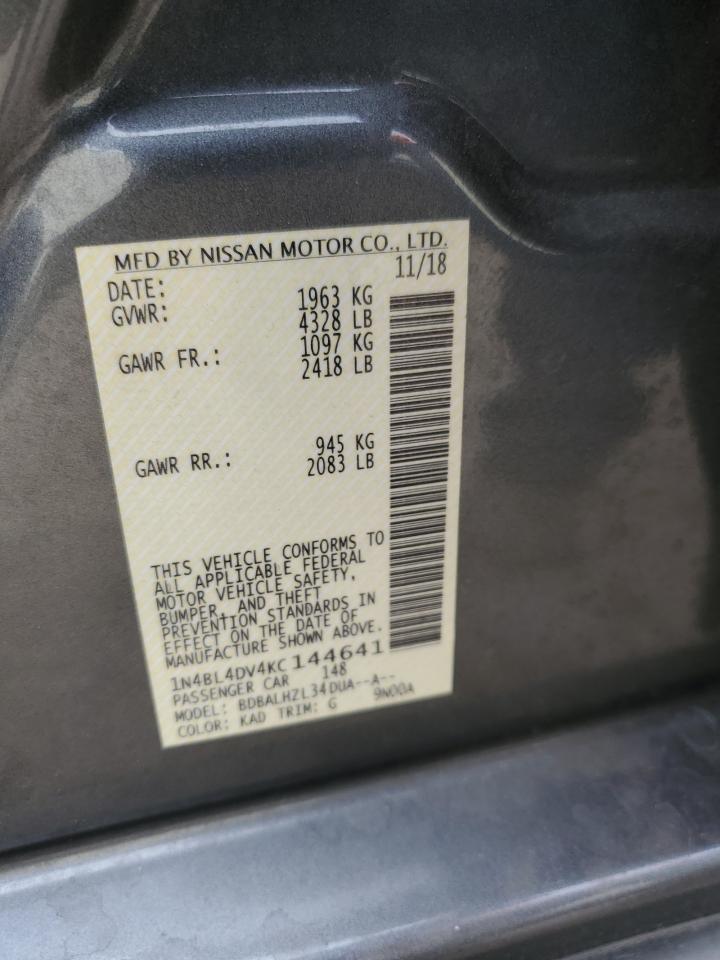 MFD BY NISSAN MOTOR CO., LTD.
DATE: 11/18
GVWR: 1963 KG
4328 LB
GAWR FR.: 1097 KG
2418 LB
GAWR RR.: 945 KG
2083 LB
THIS VEHICLE CONFORMS TO
ALL APPLICABLE FEDERAL
MOTOR VEHICLE SAFETY,
BUMPER, AND THEFT
PREVENTION STANDARDS IN
EFFECT ON THE DATE OF
MANUFACTURE SHOWN ABOVE.
1N4BL4DV4KC144641
PASSENGER CAR 148
MODEL: BDBALHZL34DUA--A--
COLOR: KAD TRIM: G 9N00A